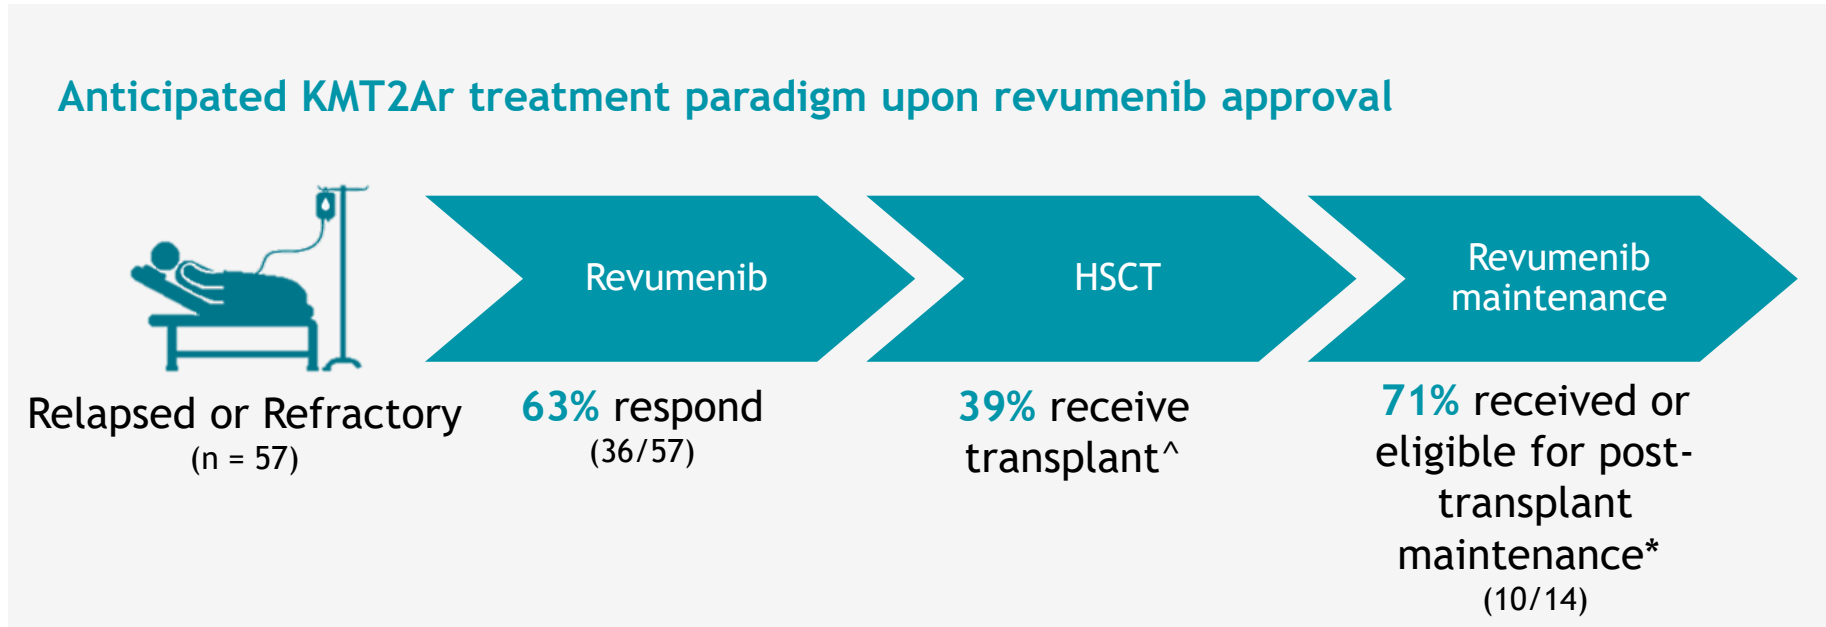 Anticipated KMT2Ar treatment paradigm upon revumenib approval
Revumenib
HSCT
Revumenib
maintenance
Relapsed or Refractory
(n = 57)
63% respond
(36/57)
39% receive
transplant^
71% received or
eligible for post-
transplant
maintenance*
(10/14)